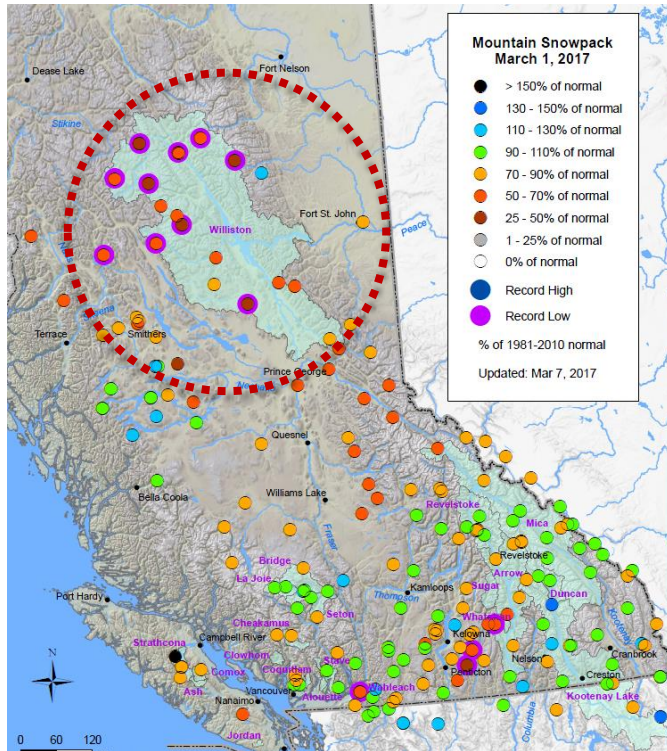 Mountain Snowpack
March 1, 2017
> 150% of normal
130 - 150% of normal
110 - 130% of normal
90 - 110% of normal
70 - 90% of normal
50 - 70% of normal
25 - 50% of normal
1 - 25% of normal
0% of normal
Record High
Record Low
% of 1981-2010 normal
Updated: Mar 7, 2017
Fort Nelson
Dease Lake
Stikine
Fort St. John
Williston
Peace
Skeena
Terrace
Smithers
Prince George
Quesnel
Bella Coola
Williams Lake
Fraser
Revelstoke
Mica
Revelstoke
Bridge
La Joie
Thompson
Kamloops
Arrow
Sugar
Duncan
Port Hardy
Cheakamus
Seton
Whatshan
Kootenay
Strathcona
Campbell River
Clowhom
Stave
Kelowna
Nelson
Cranbrook
Comox
Coquitlam
Penticton
Creston
Ash
Nanaimo
Vancouver
Alouette
Wahleach
Kootenay Lake
Jordan
Columbia
0
60
120